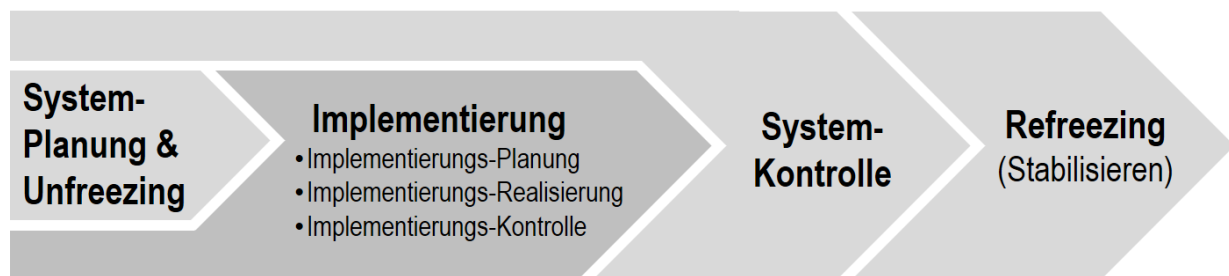 System-
Planung &
Unfreezing
Implementierung
• Implementierungs-Planung
• Implementierungs-Realisierung
• Implementierungs-Kontrolle
System-
Kontrolle
Refreezing
(Stabilisieren)